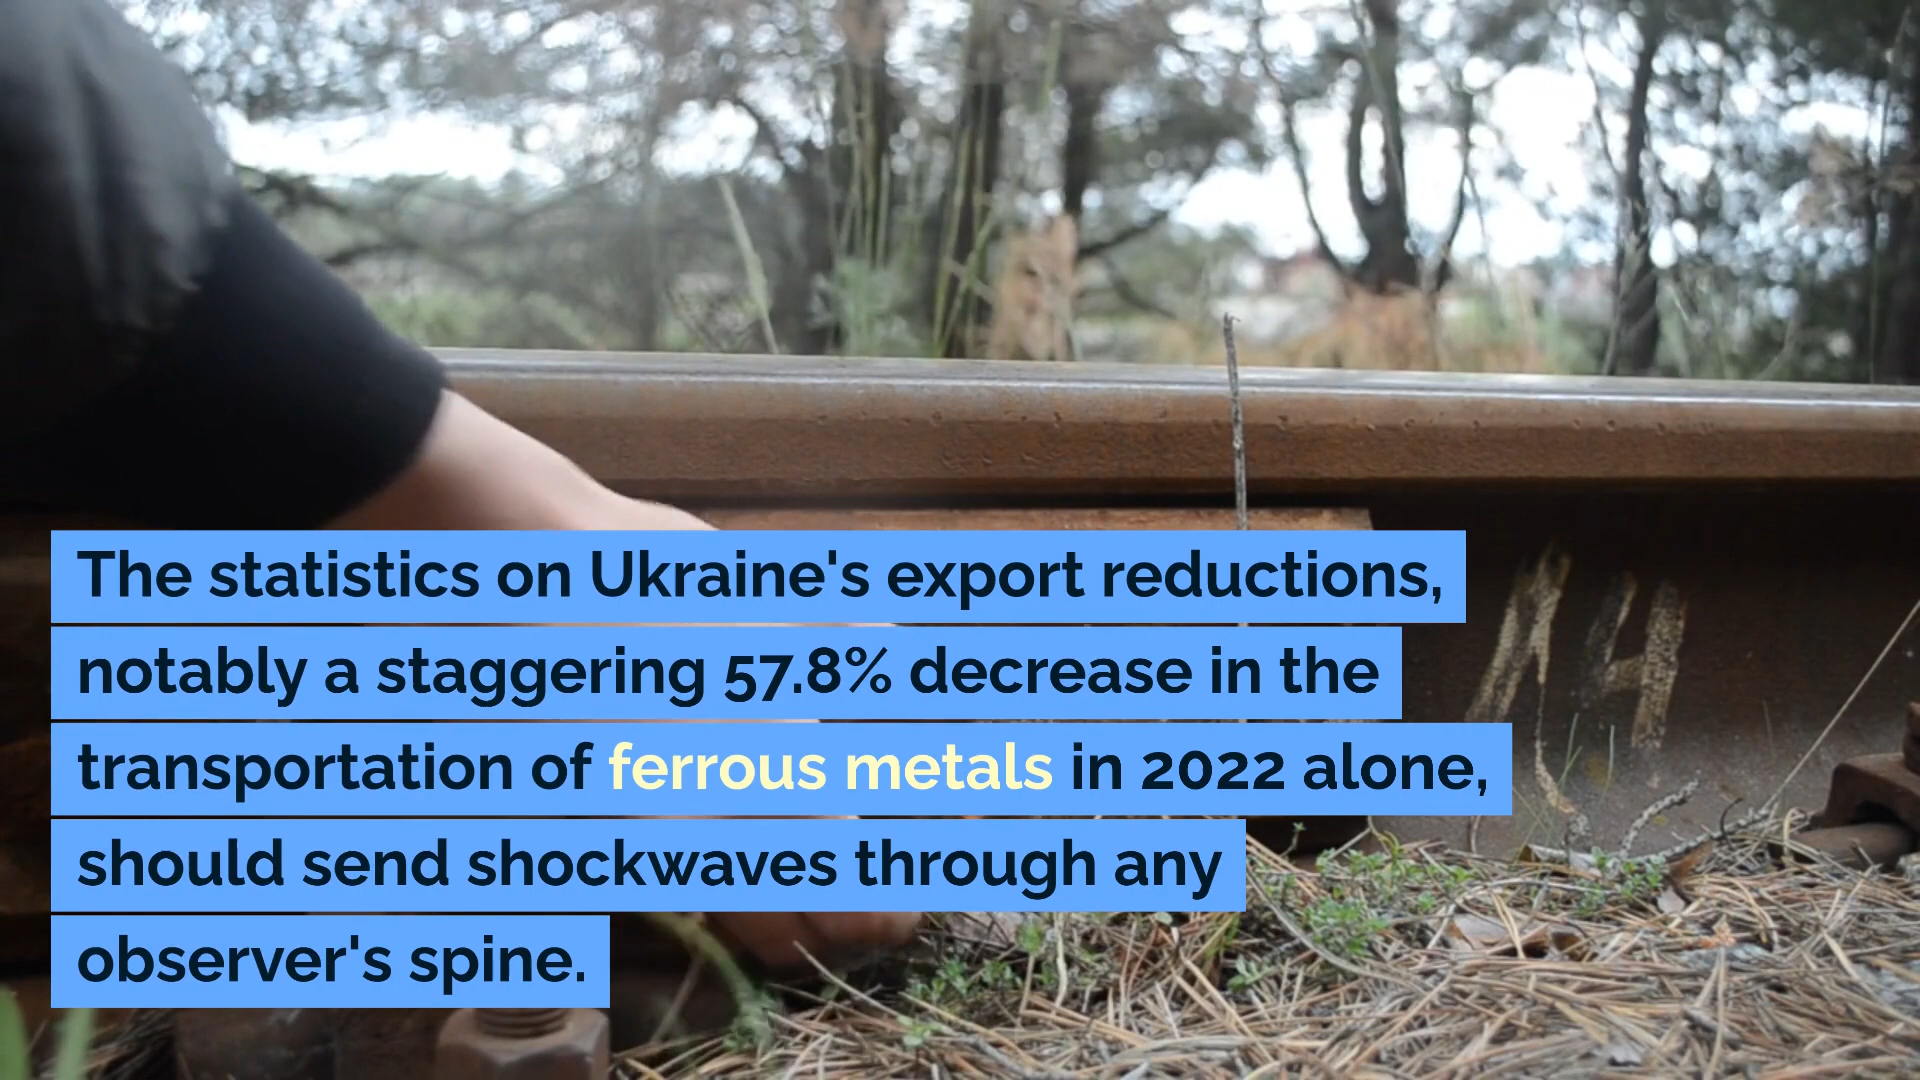 The statistics on Ukraine's export reductions,
notably a staggering 57.8% decrease in the
transportation of ferrous metals in 2022 alone,
should send shockwaves through any
observer's spine.